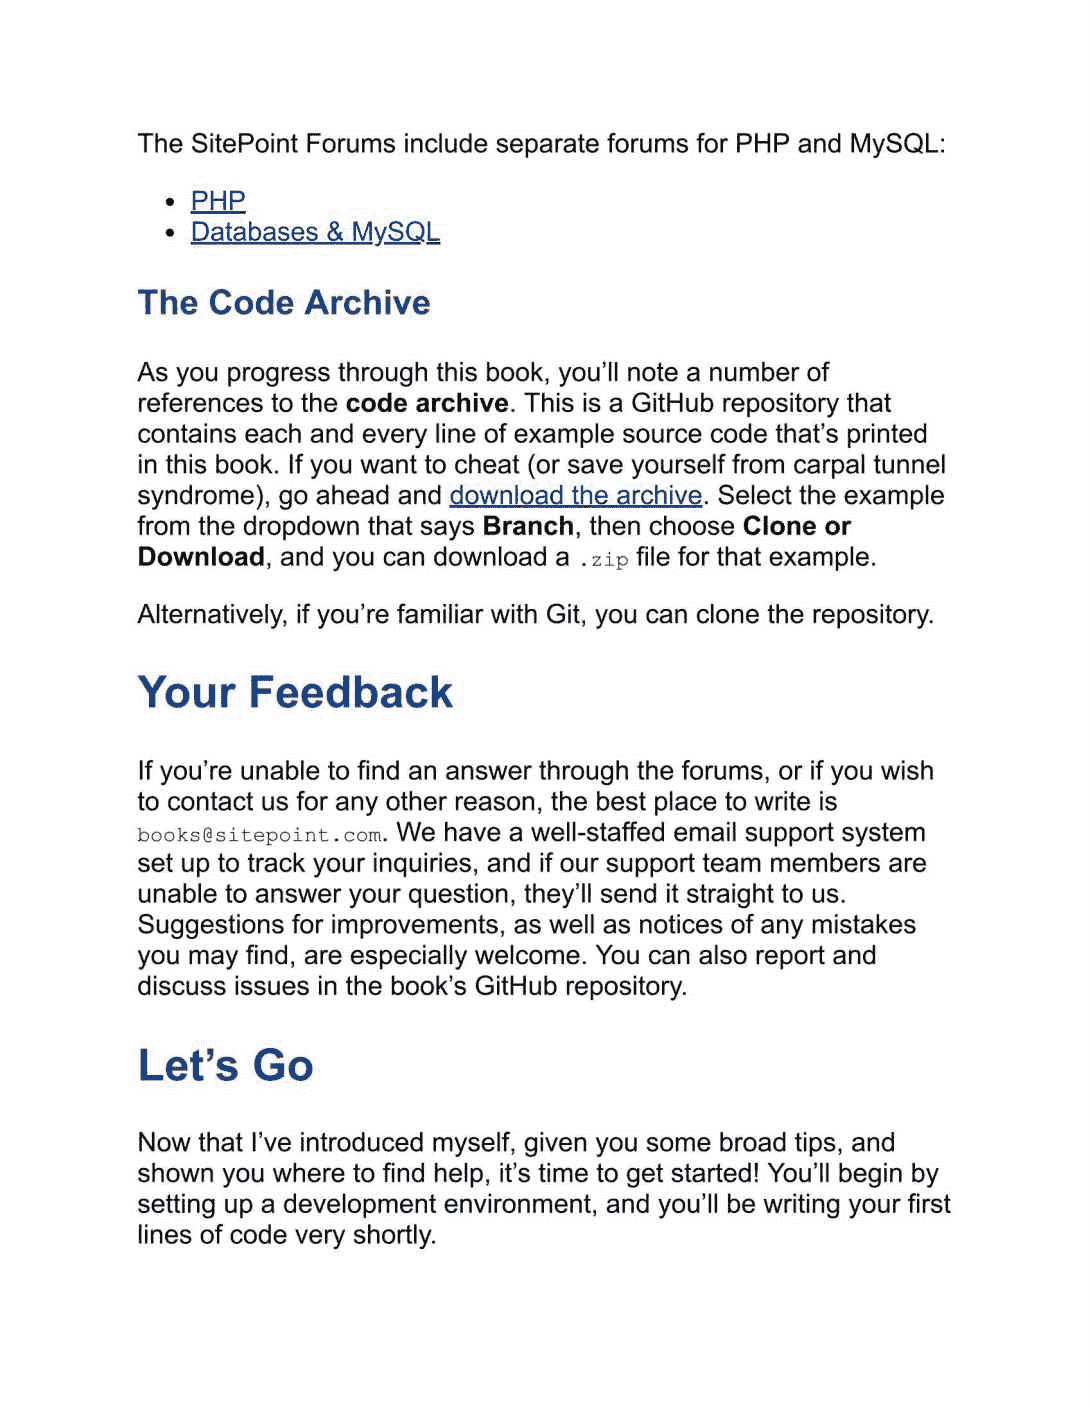 The SitePoint Forums include separate forums for PHP and MySQL:
• PHP
• Databases & MySQL
The Code Archive
As you progress through this book, you’ll note a number of
references to the code archive. This is a GitHub repository that
contains each and every line of example source code that’s printed
in this book. If you want to cheat (or save yourself from carpal tunnel
syndrome), go ahead and download the archive. Select the example
from the dropdown that says Branch, then choose Clone or
Download, and you can download a .zip file for that example.
Alternatively, if you’re familiar with Git, you can clone the repository.
Your Feedback
If you’re unable to find an answer through the forums, or if you wish
to contact us for any other reason, the best place to write is
books@sitepoint.com. We have a well-staffed email support system
set up to track your inquiries, and if our support team members are
unable to answer your question, they’ll send it straight to us.
Suggestions for improvements, as well as notices of any mistakes
you may find, are especially welcome. You can also report and
discuss issues in the book’s GitHub repository.
Let’s Go
Now that I’ve introduced myself, given you some broad tips, and
shown you where to find help, it’s time to get started! You’ll begin by
setting up a development environment, and you’ll be writing your first
lines of code very shortly.